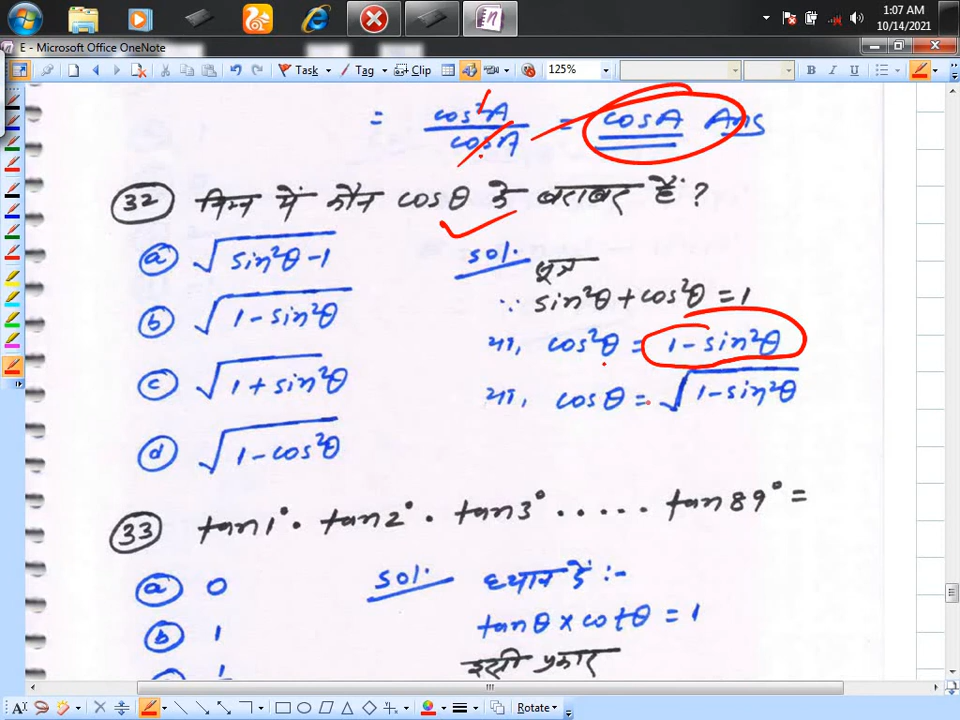 1:07 AM
10/14/2021
E - Microsoft Office OneNote
Task Tag Clip 125% B I U
= cos²A / cosA = cosA Ans
32 निम्न में कौन cosθ के बराबर हैं ?
a √sin²θ-1
b √1-sin²θ
c √1+sin²θ
d √1-cos²θ
sol. सूत्र
∵ sin²θ+cos²θ=1
या, cos²θ = 1-sin²θ
या, cosθ = √1-sin²θ
33 tan1°. tan2°. tan3° ..... tan89° =
a 0
b 1
sol. ध्यान दें :-
tanθ×cotθ=1
इसी प्रकार
Rotate